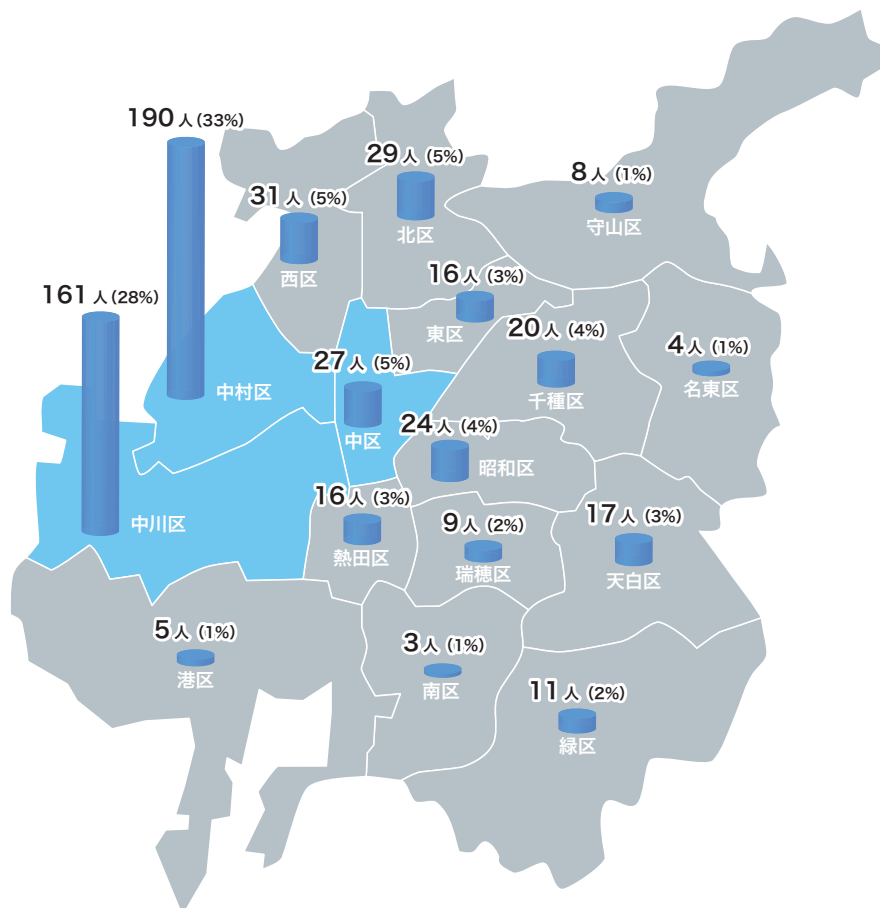 190人(33%)
中村区
29人(5%)
北区
31人(5%)
西区
8人(1%)
守山区
161人(28%)
中川区
16人(3%)
東区
20人(4%)
千種区
4人(1%)
名東区
27人(5%)
中区
24人(4%)
昭和区
16人(3%)
熱田区
9人(2%)
瑞穂区
17人(3%)
天白区
5人(1%)
港区
3人(1%)
南区
11人(2%)
緑区